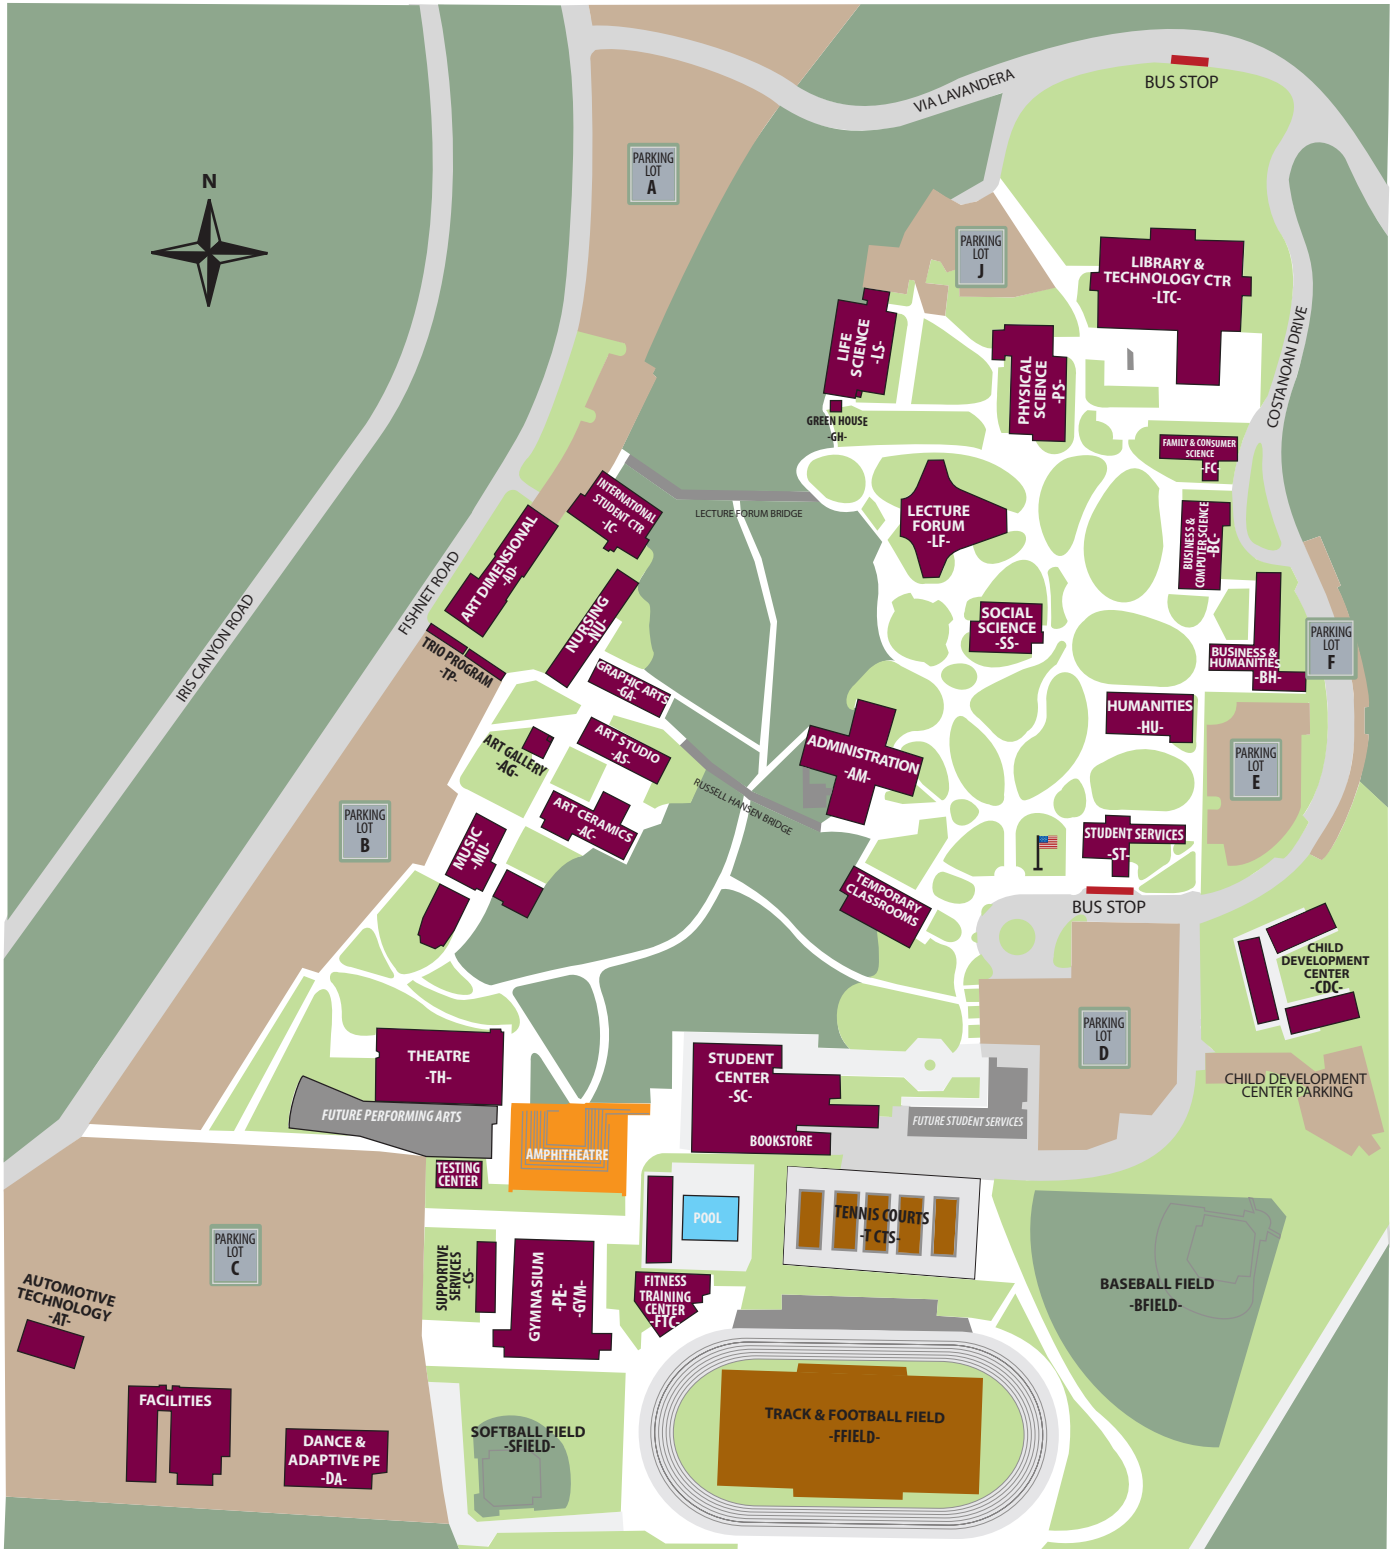 VIA LAVANDERA
BUS STOP
PARKING
LOT
A
N
PARKING
LOT
J
LIBRARY &
TECHNOLOGY CTR
-LTC-
LIFE
SCIENCE
-LS-
PHYSICAL
SCIENCE
-PS-
COSTANOAN DRIVE
GREEN HOUSE
-GH-
FAMILY & CONSUMER
SCIENCE
-FC-
INTERNATIONAL
STUDENT CTR
-IC-
LECTURE FORUM BRIDGE
LECTURE
FORUM
-LF-
BUSINESS &
COMPUTER SCIENCE
-BC-
ART DIMENSIONAL
-AD-
FISHNET ROAD
IRIS CANYON ROAD
NURSING
-NU-
SOCIAL
SCIENCE
-SS-
TRIO PROGRAM
-TP-
GRAPHIC ARTS
-GA-
BUSINESS &
HUMANITIES
-BH-
PARKING
LOT
F
HUMANITIES
-HU-
ART STUDIO
-AS-
ART GALLERY
-AG-
ADMINISTRATION
-AM-
PARKING
LOT
E
RUSSELL HANSEN BRIDGE
PARKING
LOT
B
ART CERAMICS
-AC-
MUSIC
-MU-
STUDENT SERVICES
-ST-
TEMPORARY
CLASSROOMS
BUS STOP
CHILD
DEVELOPMENT
CENTER
-CDC-
PARKING
LOT
D
THEATRE
-TH-
STUDENT
CENTER
-SC-
BOOKSTORE
CHILD DEVELOPMENT
CENTER PARKING
FUTURE PERFORMING ARTS
FUTURE STUDENT SERVICES
AMPHITHEATRE
TESTING
CENTER
POOL
TENNIS COURTS
-T CTS-
PARKING
LOT
C
SUPPORTIVE
SERVICES
-CS-
GYMNASIUM
-PE-
-GYM-
FITNESS
TRAINING
CENTER
-FTC-
BASEBALL FIELD
-BFIELD-
AUTOMOTIVE
TECHNOLOGY
-AT-
FACILITIES
DANCE &
ADAPTIVE PE
-DA-
SOFTBALL FIELD
-SFIELD-
TRACK & FOOTBALL FIELD
-FFIELD-